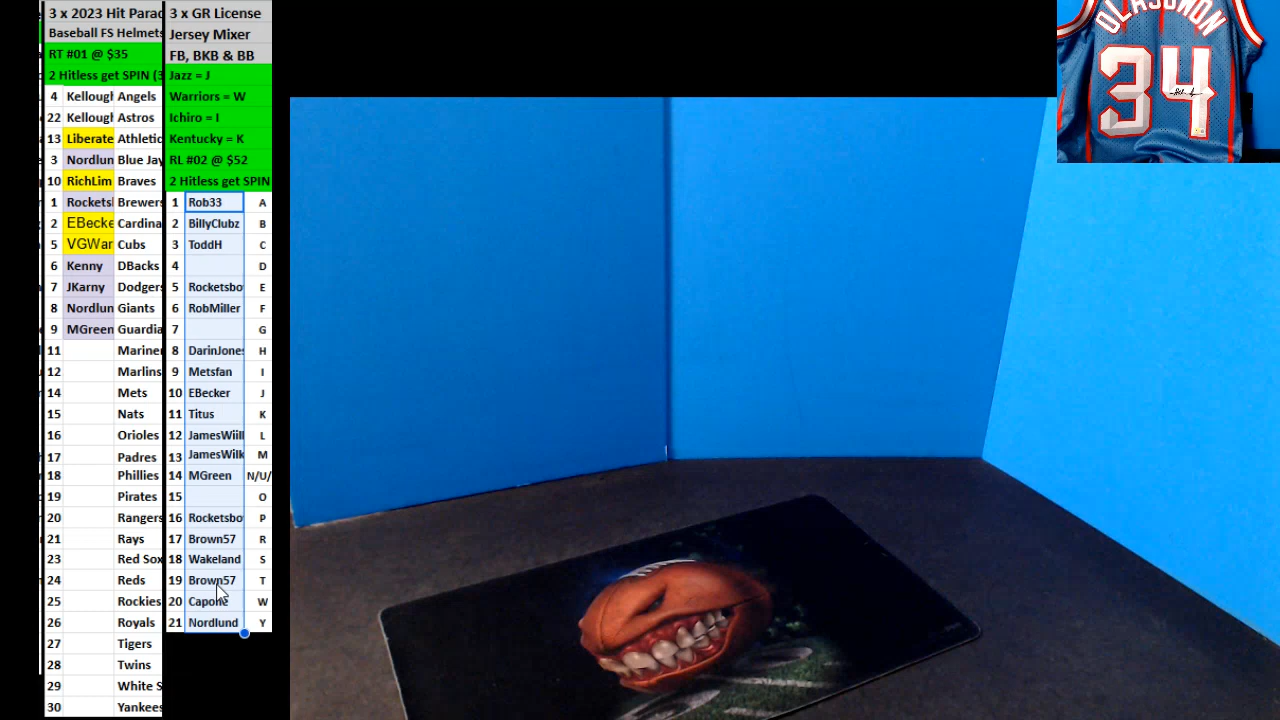 3 x 2023 Hit Parac
Baseball FS Helmets
RT #01 @ $35
2 Hitless get SPIN (3
4 Kellough Angels
22 Kellough Astros
13 Liberate Athletic
3 Nordlun Blue Jay
10 RichLim Braves
1 Rockets Brewers
2 EBecke Cardina
5 VGWar Cubs
6 Kenny DBacks
7 JKarny Dodgers
8 Nordlun Giants
9 MGreen Guardia
11 Mariner
12 Marlins
14 Mets
15 Nats
16 Orioles
17 Padres
18 Phillies
19 Pirates
20 Rangers
21 Rays
23 Red Sox
24 Reds
25 Rockies
26 Royals
27 Tigers
28 Twins
29 White S
30 Yankees
3 x GR License
Jersey Mixer
FB, BKB & BB
Jazz = J
Warriors = W
Ichiro = I
Kentucky = K
RL #02 @ $52
2 Hitless get SPIN
1 Rob33 A
2 BillyClubz B
3 ToddH C
4 D
5 Rocketsbo E
6 RobMiller F
7 G
8 DarinJones H
9 Metsfan I
10 EBecker J
11 Titus K
12 JamesWilk L
13 JamesWilk M
14 MGreen N/U/
15 O
16 Rocketsbo P
17 Brown57 R
18 Wakeland S
19 Brown57 T
20 Capone W
21 Nordlund Y
OLAJUWON
34